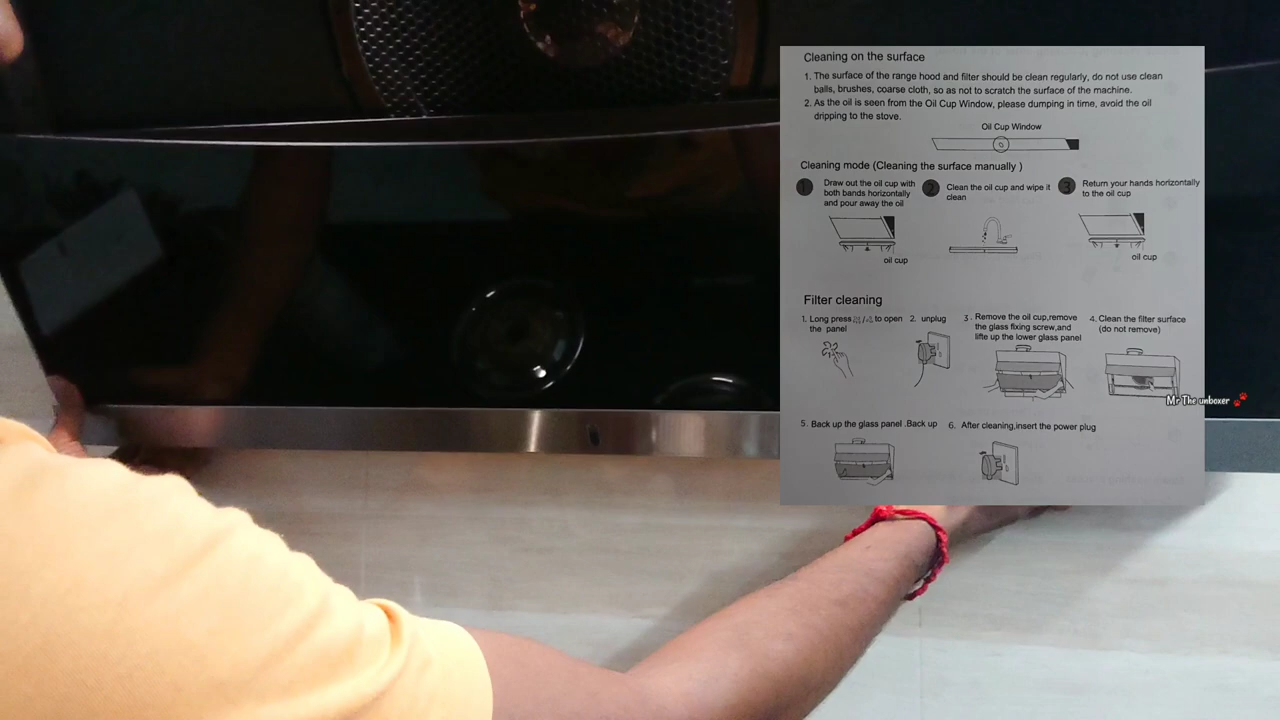 Cleaning on the surface
1. The surface of the range hood and filter should be clean regularly, do not use clean
balls, brushes, coarse cloth, so as not to scratch the surface of the machine.
2. As the oil is seen from the Oil Cup Window, please dumping in time, avoid the oil
dripping to the stove.
Oil Cup Window
Cleaning mode (Cleaning the surface manually )
1 Draw out the oil cup with
both bands horizontally
and pour away the oil
oil cup
2 Clean the oil cup and wipe it
clean
3 Return your hands horizontally
to the oil cup
oil cup
Filter cleaning
1. Long press / to open
the panel
2. unplug
3. Remove the oil cup,remove
the glass fixing screw,and
lifte up the lower glass panel
4. Clean the filter surface
(do not remove)
5. Back up the glass panel .Back up
6. After cleaning,insert the power plug
Mr The unboxer